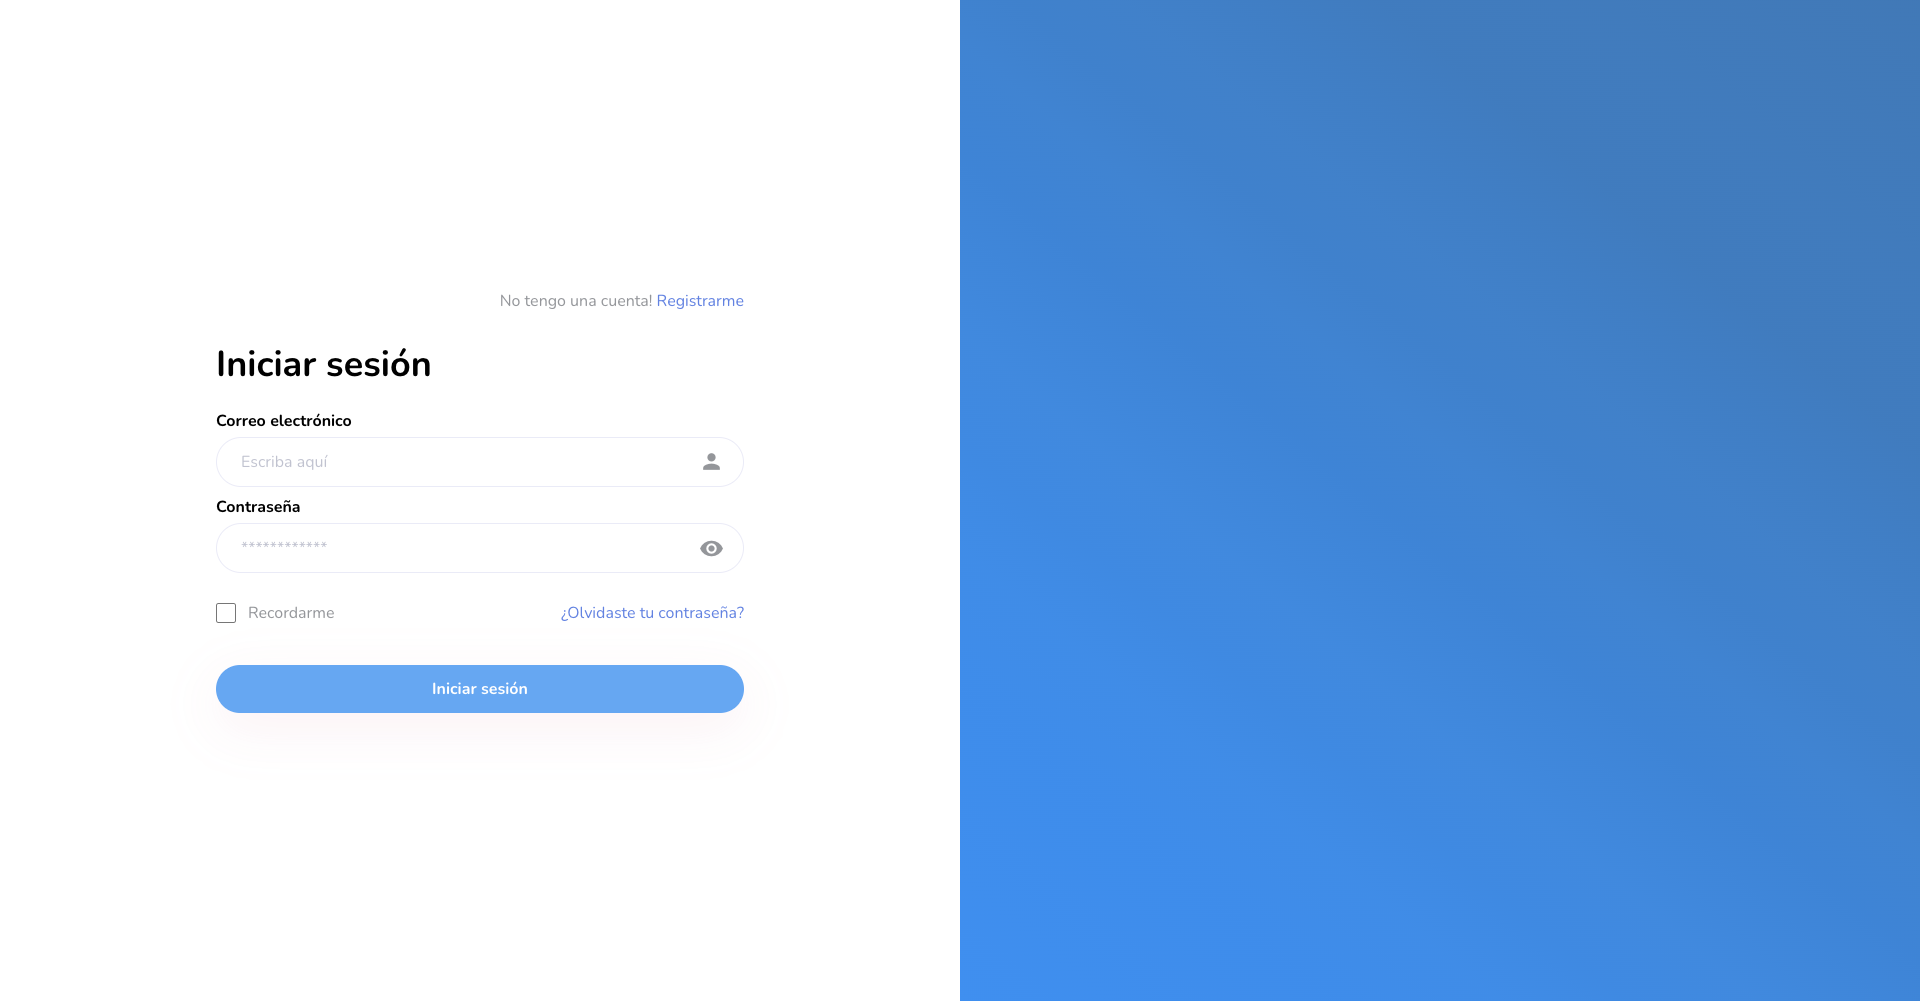 No tengo una cuenta! Registrarme
Iniciar sesión
Correo electrónico
Escriba aquí
Contraseña
************
Recordarme ¿Olvidaste tu contraseña?
Iniciar sesión